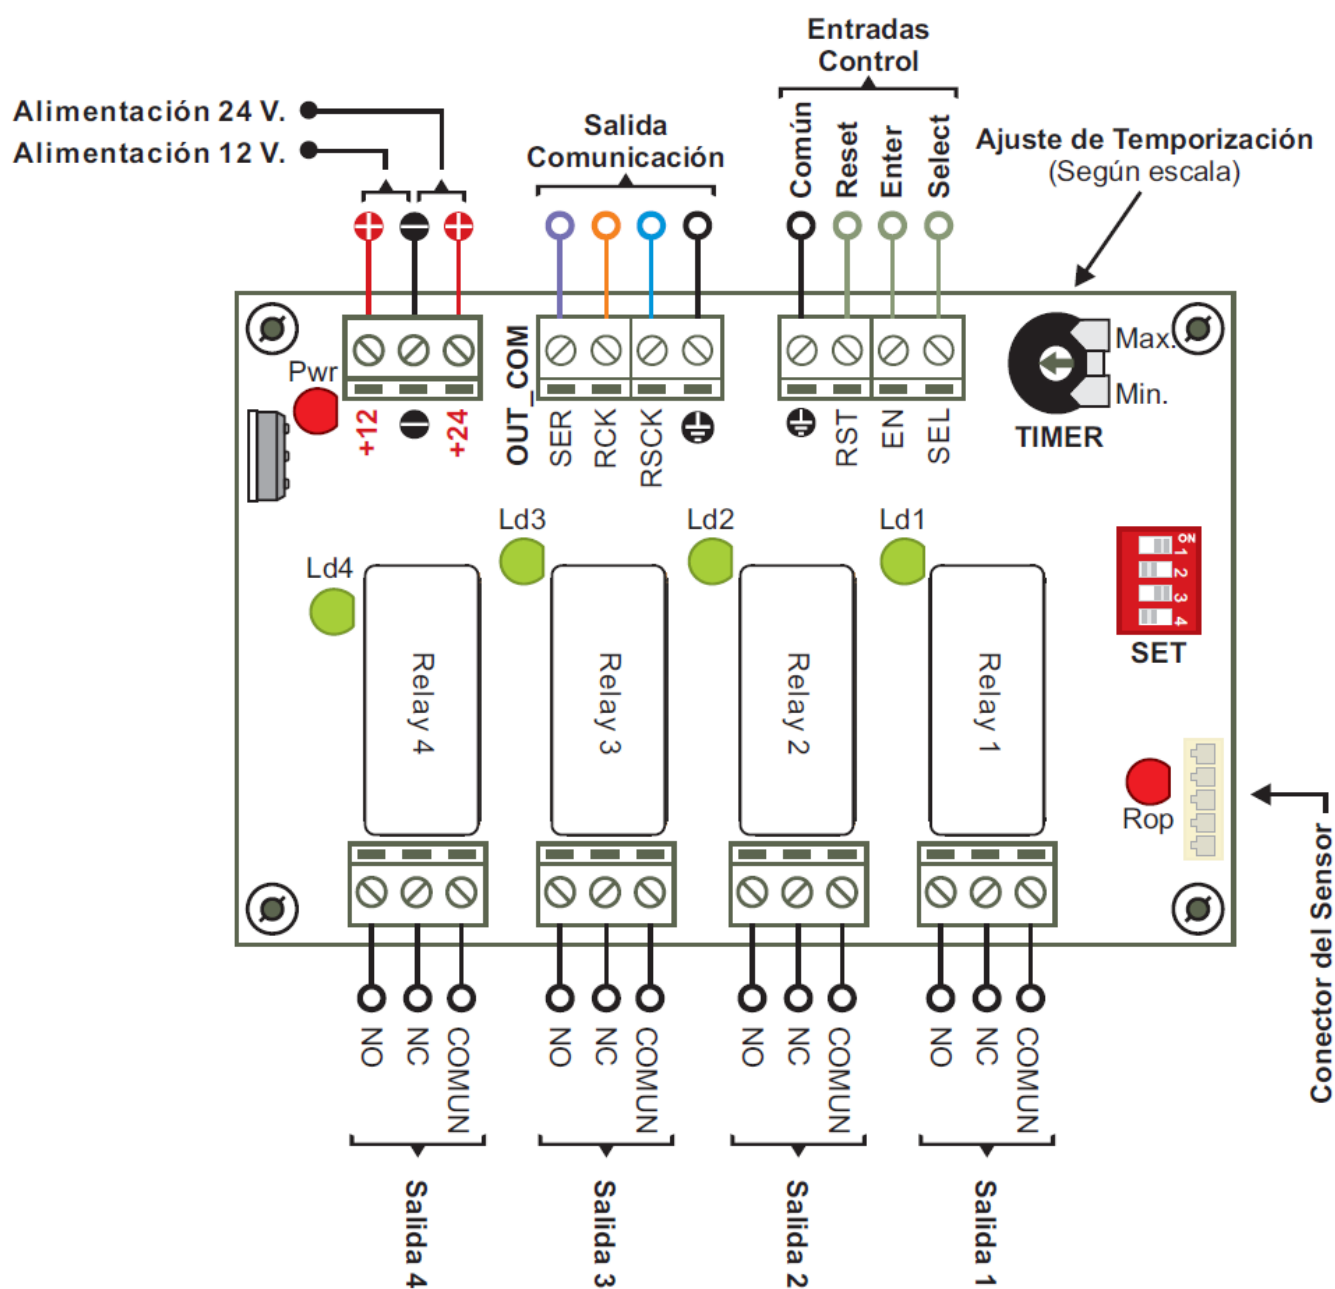 Entradas
Control
Alimentación 24 V.
Alimentación 12 V.
Salida
Comunicación
Común
Reset
Enter
Select
Ajuste de Temporización
(Según escala)
Pwr
+12
+24
OUT_COM
SER
RCK
RSCK
RST
EN
SEL
Max.
Min.
TIMER
Ld4
Ld3
Ld2
Ld1
ON
1
2
3
4
SET
Relay 4
Relay 3
Relay 2
Relay 1
Rop
Conector del Sensor
NO
NC
COMUN
NO
NC
COMUN
NO
NC
COMUN
NO
NC
COMUN
Salida 4
Salida 3
Salida 2
Salida 1